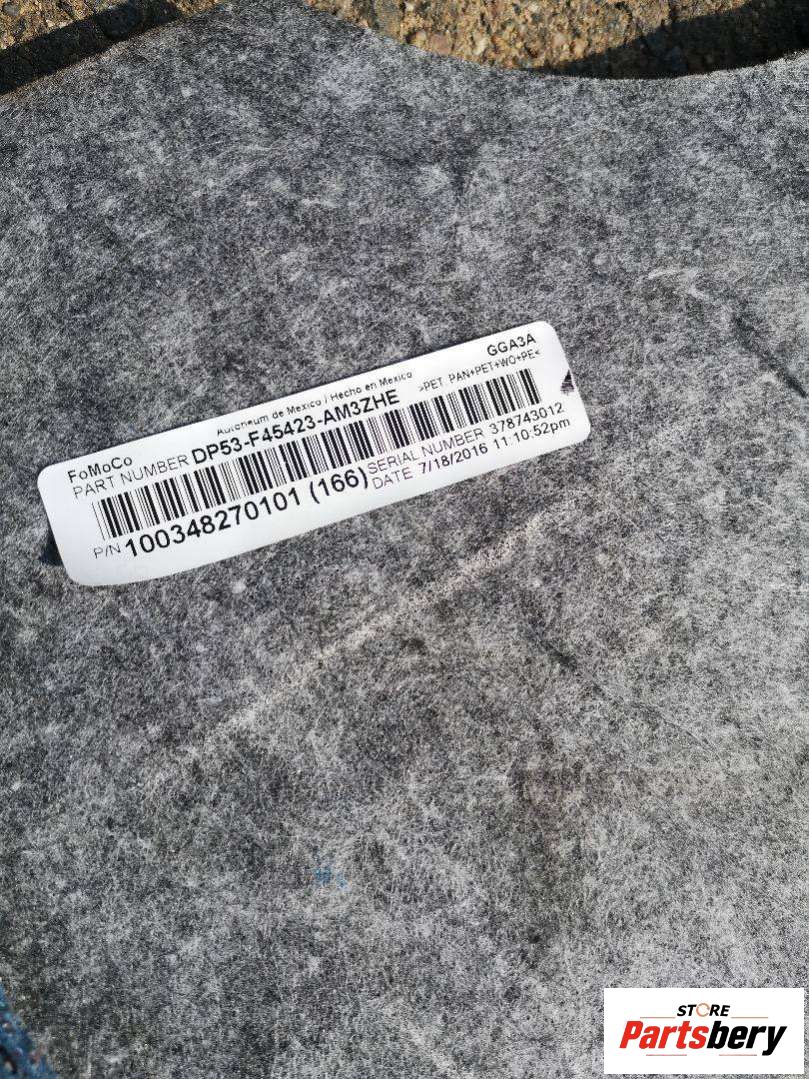 GGA3A
Autoneum de Mexico / Hecho en Mexico
>PET PAN+PET+WO+PE<
FoMoCo
PART NUMBER DP53-F45423-AM3ZHE
P/N 100348270101 (166)
SERIAL NUMBER 378743012
DATE 7/18/2016 11:10:52pm
STORE
Partsbery